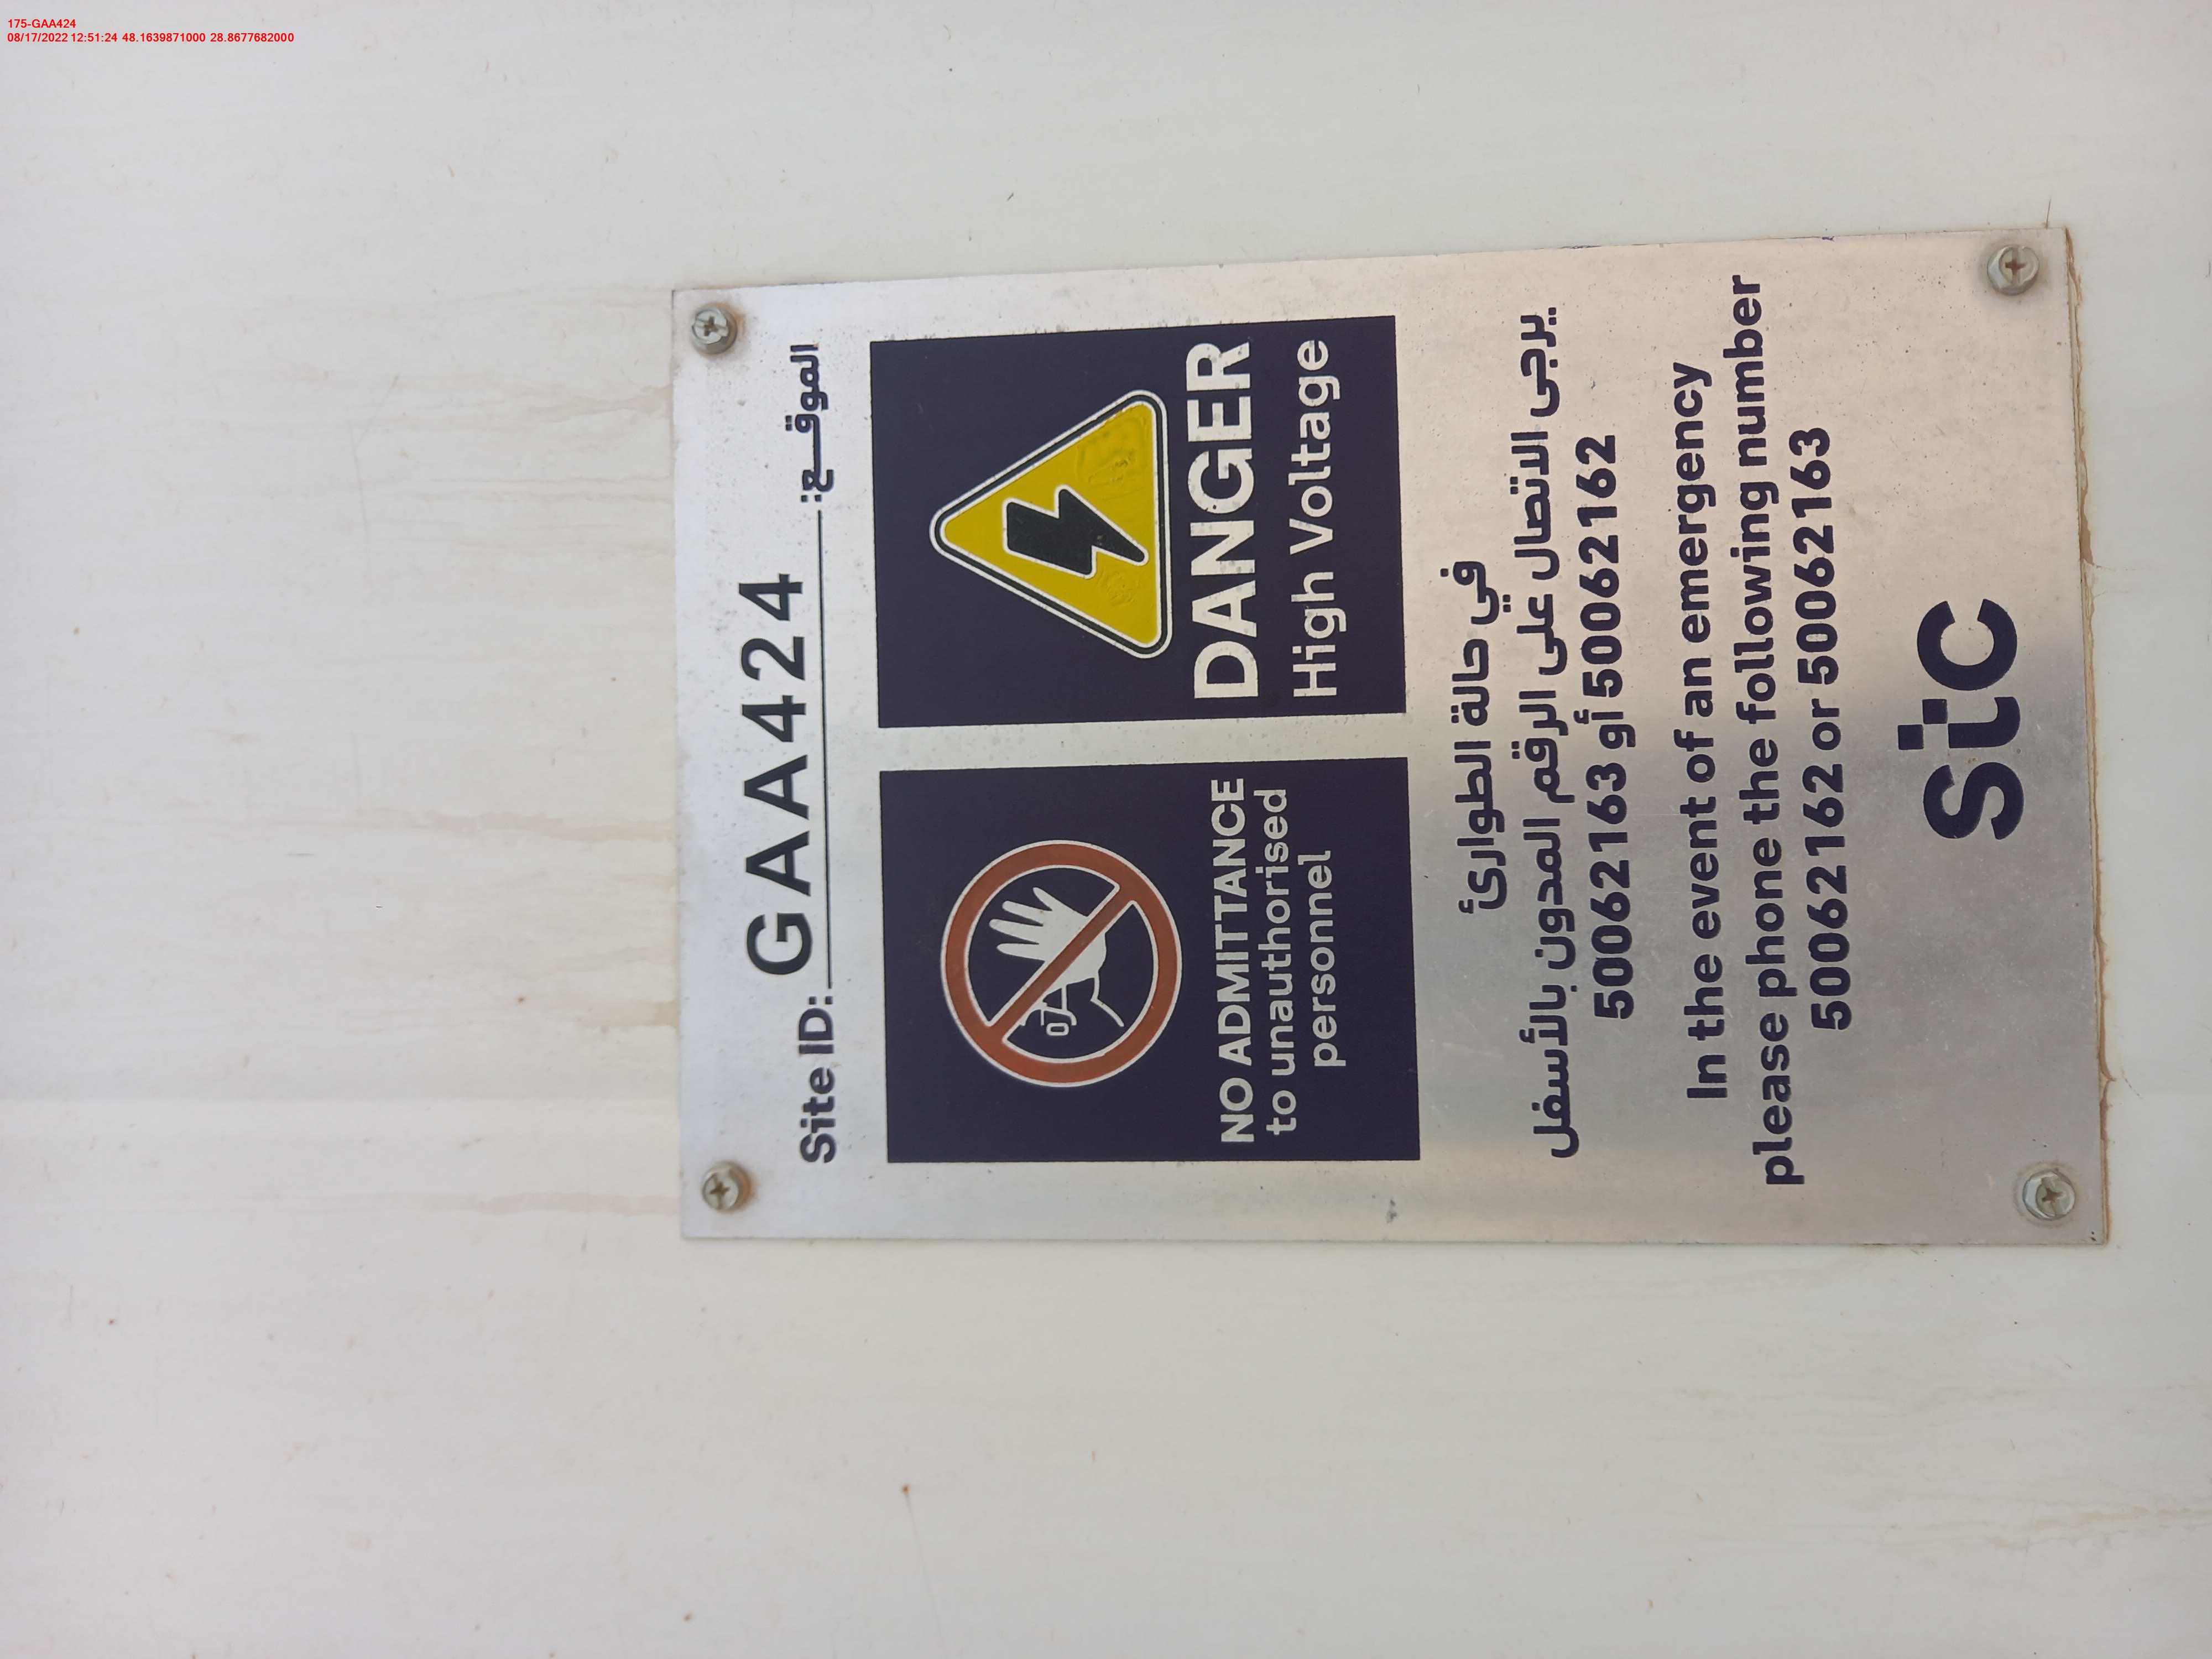 175-GAA424
08/17/2022 12:51:24 48.1639871000 28.8677682000
Site ID: GAA424 الموقـع:
NO ADMITTANCE
to unauthorised
personnel
DANGER
High Voltage
في حالة الطوارئ
يرجى الاتصال على الرقم المدون بالأسفل
50062162 أو 50062163
In the event of an emergency
please phone the following number
50062162 or 50062163
stc